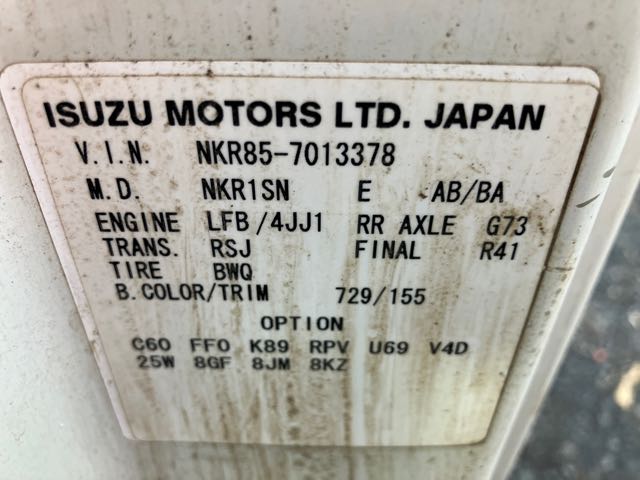 ISUZU MOTORS LTD. JAPAN
V.I.N. NKR85-7013378
M.D. NKR1SN E AB/BA
ENGINE LFB/4JJ1 RR AXLE G73
TRANS. RSJ FINAL R41
TIRE BWQ
B.COLOR/TRIM 729/155
OPTION
C60 FF0 K89 RPV U69 V4D
25W 8GF 8JM 8KZ